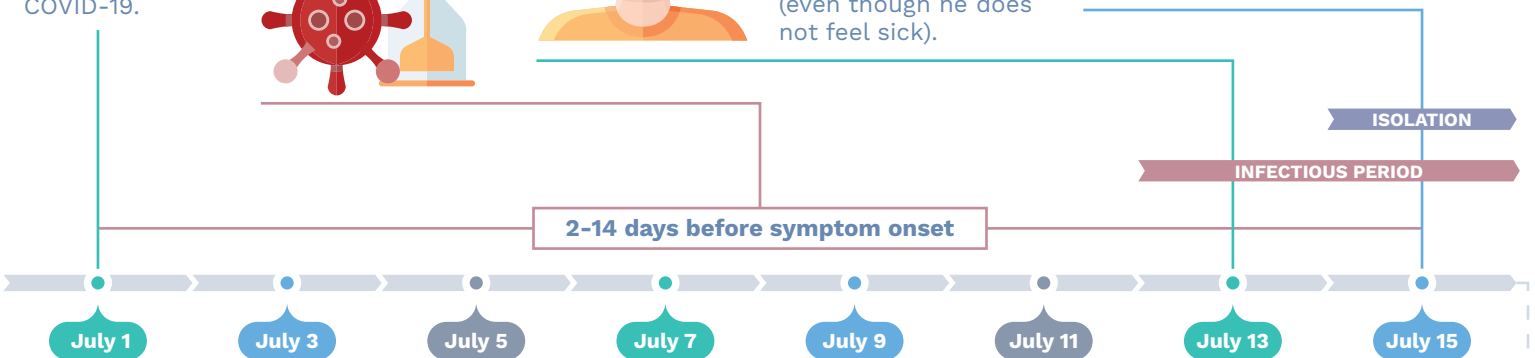 COVID-19.
(even though he does
not feel sick).
ISOLATION
INFECTIOUS PERIOD
2-14 days before symptom onset
July 1
July 3
July 5
July 7
July 9
July 11
July 13
July 15